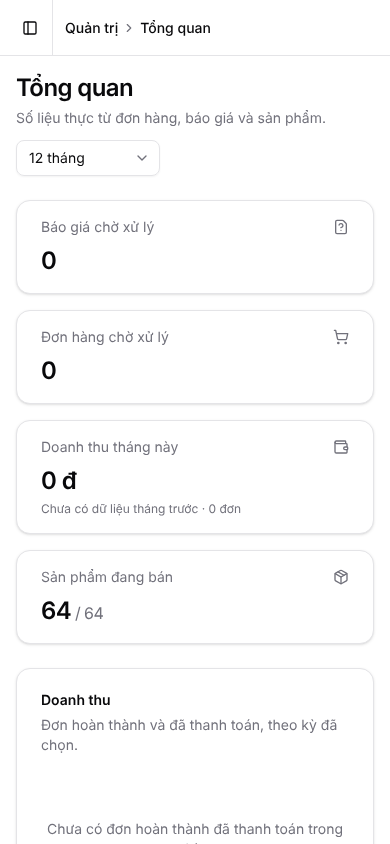 Quản trị > Tổng quan
Tổng quan
Số liệu thực từ đơn hàng, báo giá và sản phẩm.
12 tháng
Báo giá chờ xử lý
0
Đơn hàng chờ xử lý
0
Doanh thu tháng này
0 đ
Chưa có dữ liệu tháng trước · 0 đơn
Sản phẩm đang bán
64 / 64
Doanh thu
Đơn hoàn thành và đã thanh toán, theo kỳ đã
chọn.
Chưa có đơn hoàn thành đã thanh toán trong